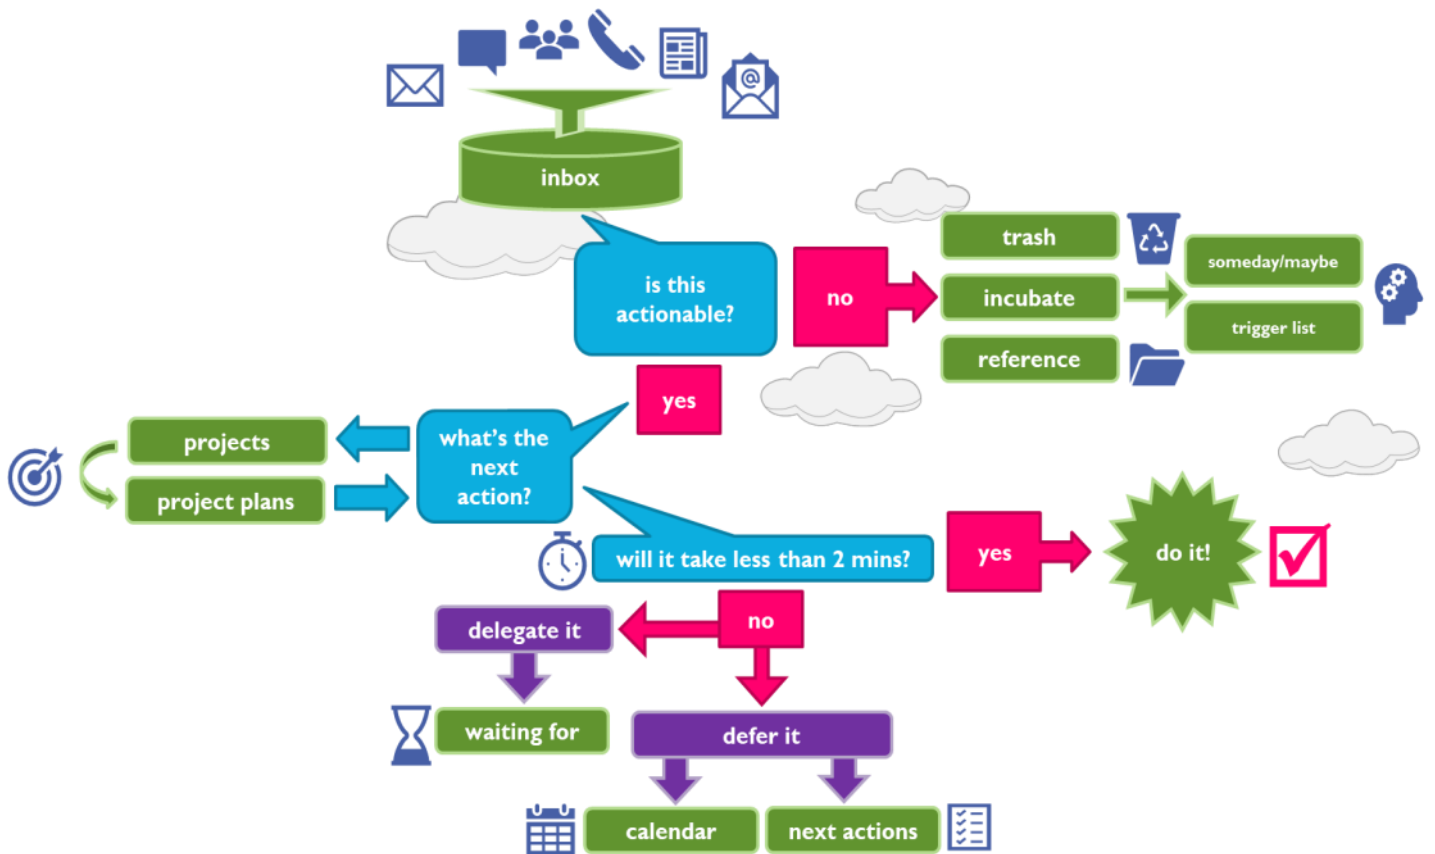 inbox
is this
actionable?
no
trash
incubate
reference
someday/maybe
trigger list
yes
projects
project plans
what's the
next
action?
will it take less than 2 mins?
yes
do it!
no
delegate it
waiting for
defer it
calendar
next actions